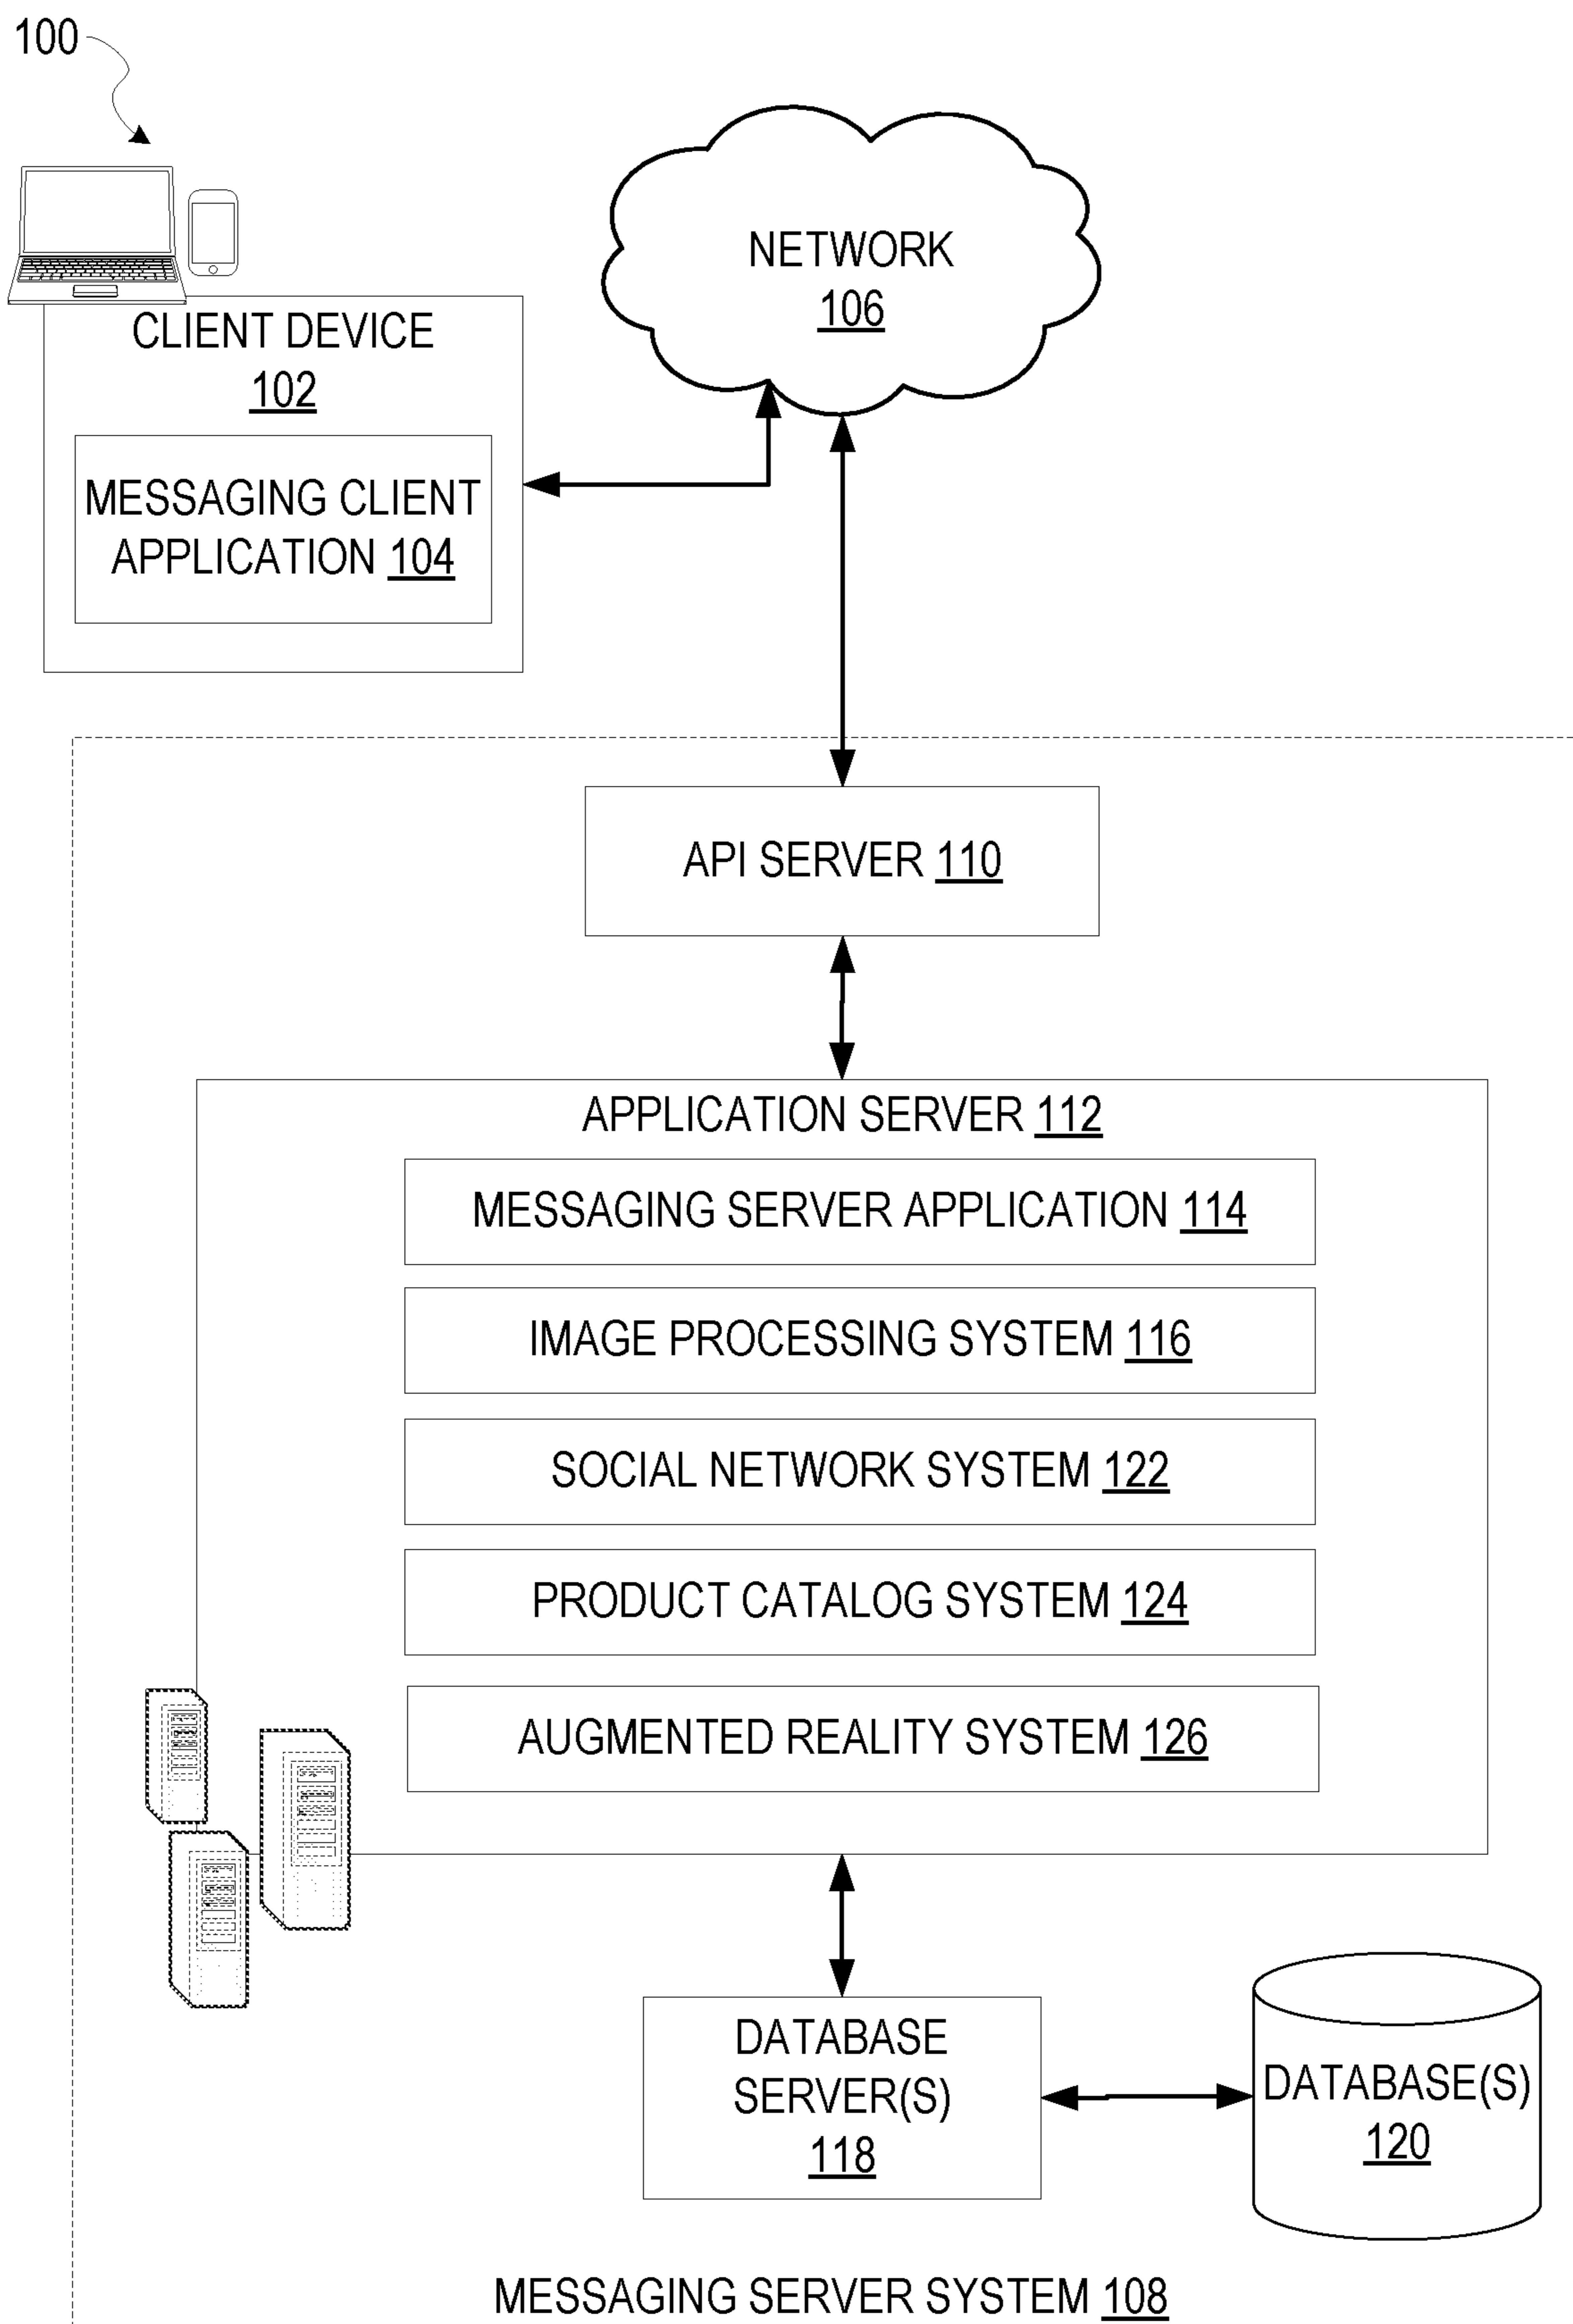 100
NETWORK
106
CLIENT DEVICE
102
MESSAGING CLIENT
APPLICATION 104
API SERVER 110
APPLICATION SERVER 112
MESSAGING SERVER APPLICATION 114
IMAGE PROCESSING SYSTEM 116
SOCIAL NETWORK SYSTEM 122
PRODUCT CATALOG SYSTEM 124
AUGMENTED REALITY SYSTEM 126
DATABASE
SERVER(S)
118
DATABASE(S)
120
MESSAGING SERVER SYSTEM 108